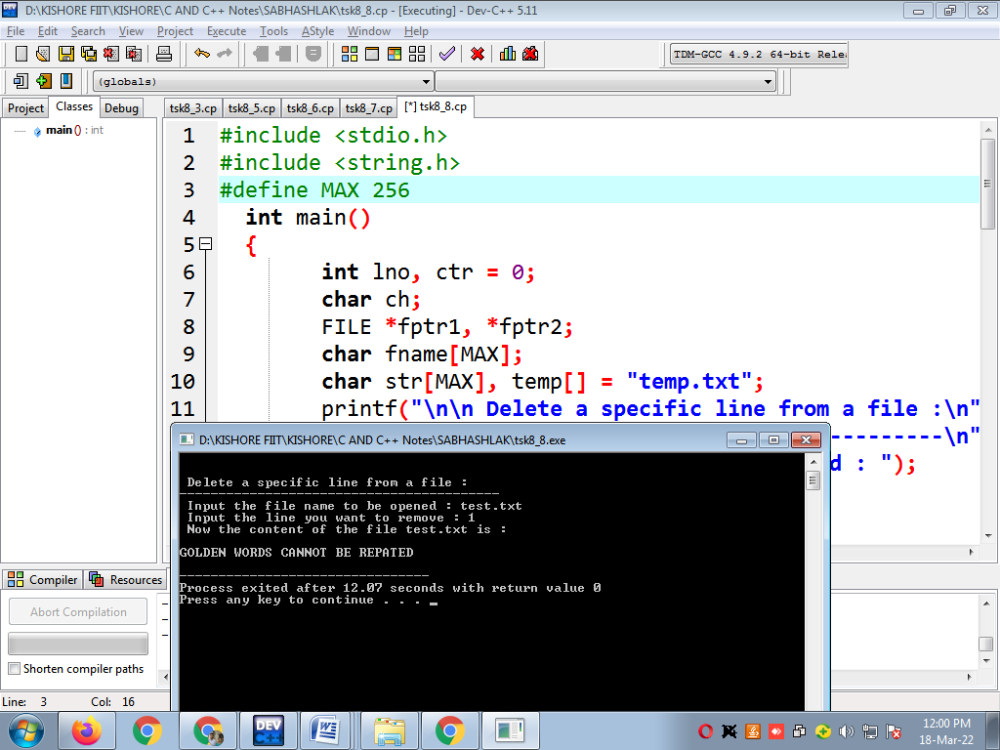 D:\KISHORE FIIT\KISHORE\C AND C++ Notes\SABHASHLAK\tsk8_8.cp - [Executing] - Dev-C++ 5.11
File Edit Search View Project Execute Tools AStyle Window Help
TDM-GCC 4.9.2 64-bit Rele
(globals)
Project Classes Debug
tsk8_3.cp tsk8_5.cp tsk8_6.cp tsk8_7.cp [*] tsk8_8.cp
main () : int
1 #include <stdio.h>
2 #include <string.h>
3 #define MAX 256
4 int main()
5 {
6 int lno, ctr = 0;
7 char ch;
8 FILE *fptr1, *fptr2;
9 char fname[MAX];
10 char str[MAX], temp[] = "temp.txt";
11 printf("\n\n Delete a specific line from a file :\n"
---------\n"
d : ");
D:\KISHORE FIIT\KISHORE\C AND C++ Notes\SABHASHLAK\tsk8_8.exe
Delete a specific line from a file :
-----------------------------------------
Input the file name to be opened : test.txt
Input the line you want to remove : 1
Now the content of the file test.txt is :
GOLDEN WORDS CANNOT BE REPATED
--------------------------------
Process exited after 12.07 seconds with return value 0
Press any key to continue . . .
Compiler Resources
Abort Compilation
Shorten compiler paths
Line: 3 Col: 16
DEV C++
12:00 PM
18-Mar-22